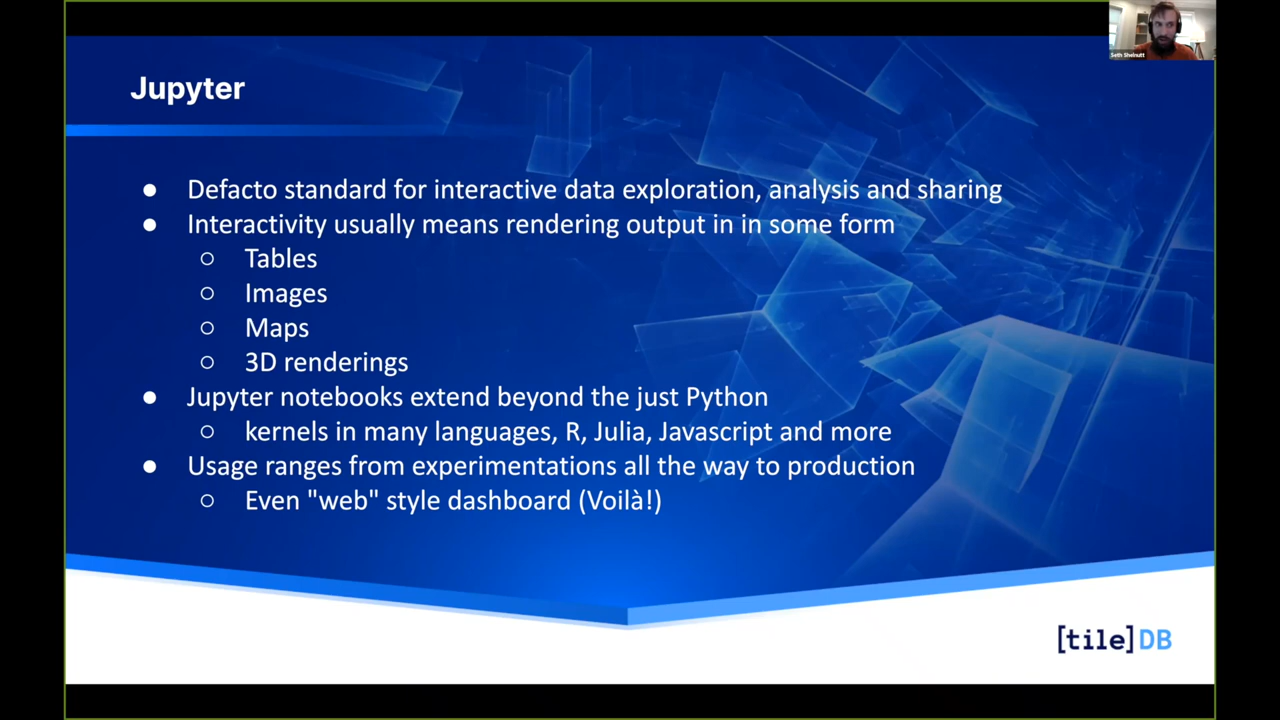 Seth Shelnutt
Jupyter
● Defacto standard for interactive data exploration, analysis and sharing
● Interactivity usually means rendering output in in some form
○ Tables
○ Images
○ Maps
○ 3D renderings
● Jupyter notebooks extend beyond the just Python
○ kernels in many languages, R, Julia, Javascript and more
● Usage ranges from experimentations all the way to production
○ Even "web" style dashboard (Voilà!)
[tile]DB